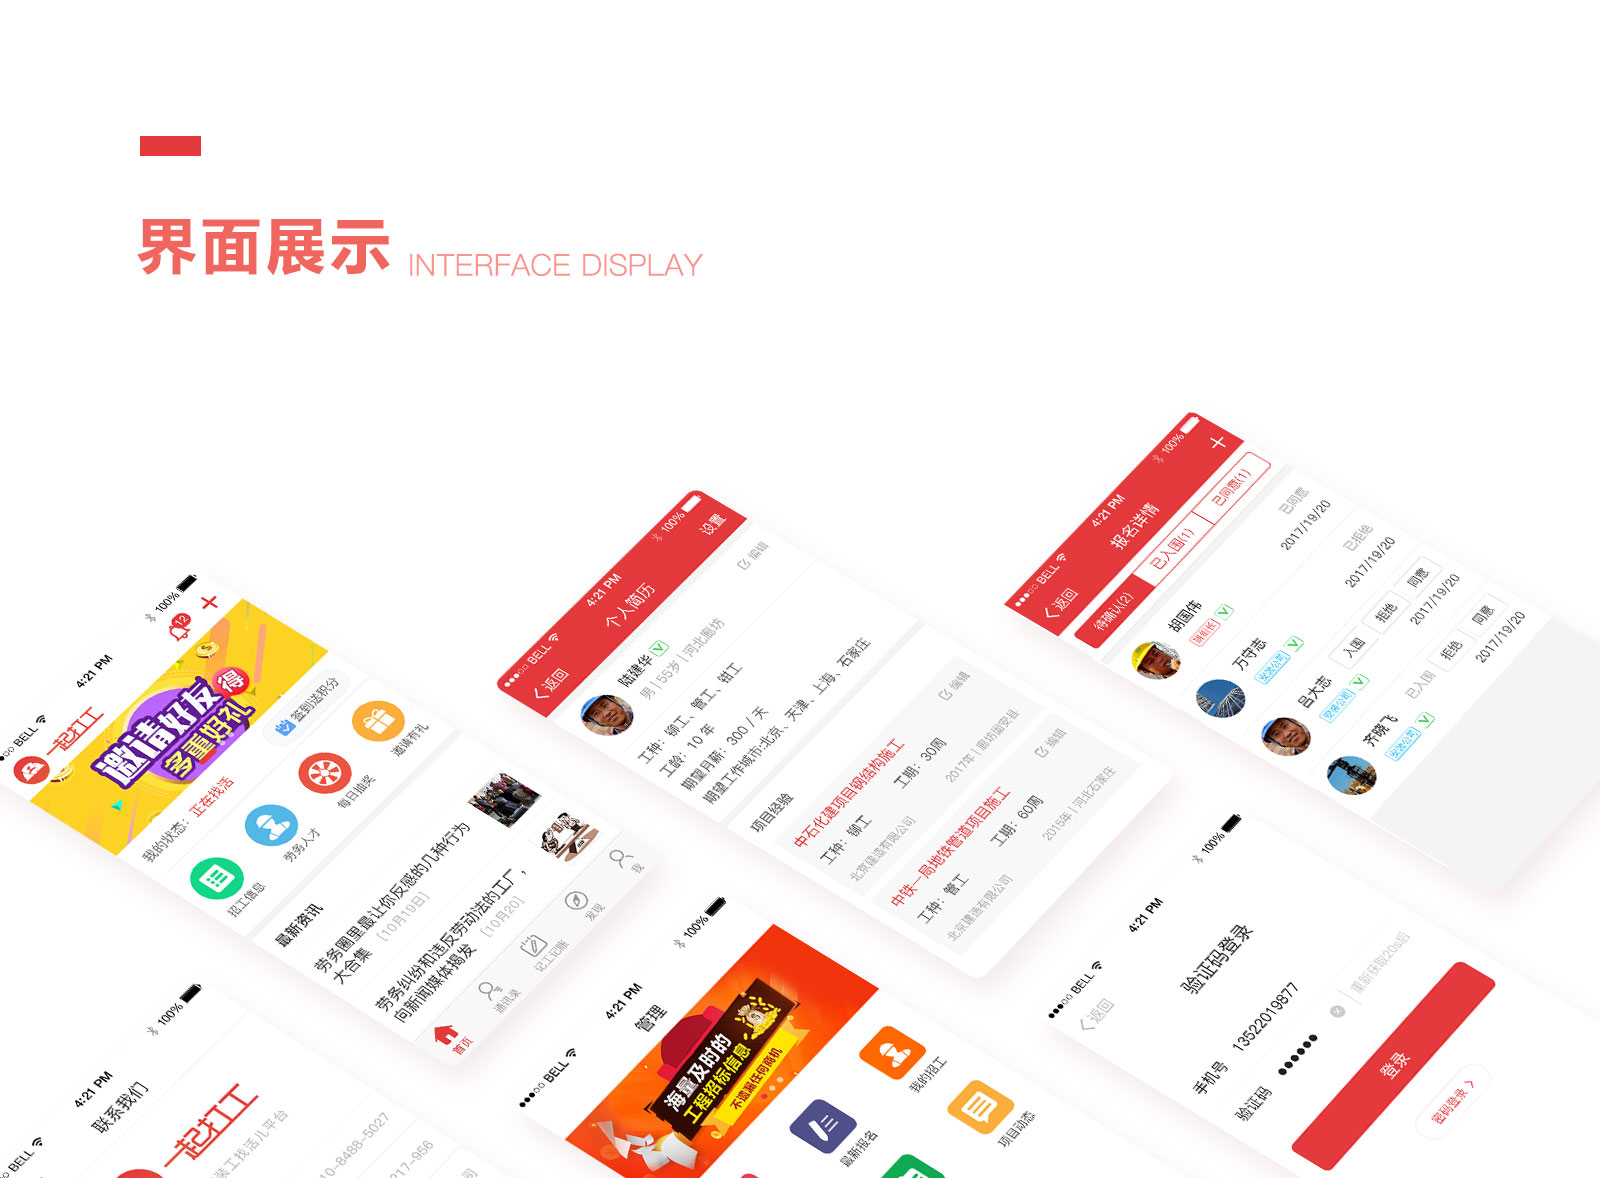 界面展示 INTERFACE DISPLAY
BELL 4:21 PM 100%
一起打工
12
邀请好友
得
多重好礼
我的状态：正在找活
签到送积分
招工信息
劳务人才
每日抽奖
邀请有礼
最新资讯
劳务圈里最让你反感的几种行为
大合集 [10月19日]
劳务纠纷和违反劳动法的工厂，
向新闻媒体揭发 [10月20]
首页
通讯录
记工记账
发现
我
BELL 4:21 PM 100%
返回 个人简历 设置
陆建华
男 | 55岁 | 河北廊坊
编辑
工种：铆工、管工、钳工
工龄：10 年
期望月薪：300 / 天
期望工作城市:北京、天津、上海、石家庄
项目经验
编辑
中石化建项目钢结构施工
工种：铆工 工期：30周
北京建造有限公司 2017年 | 廊坊固安县
编辑
中铁一局地铁管道项目施工
工种：管工 工期：60周
北京建造有限公司 2015年 | 河北石家庄
BELL 4:21 PM 100%
返回 报名详情
待确认(2) 已入围(1) 已同意(1)
胡国伟
班组长
已同意
2017/19/20
万守志
安装公司
已拒绝
2017/19/20
吕大志
安装公司
入围 拒绝 同意
2017/19/20
齐晓飞
安装公司
已入围 拒绝 同意
2017/19/20
4:21 PM 100%
联系我们
一起打工
装工找活儿平台
10-8488-5027
217-956
司
BELL 4:21 PM 100%
管理
海量及时的
工程招标信息
不遗漏任何商机
最新报名
我的招工
项目动态
BELL 4:21 PM 100%
返回
验证码登录
手机号 13522019877
重新获取20s后
验证码
登录
密码登录